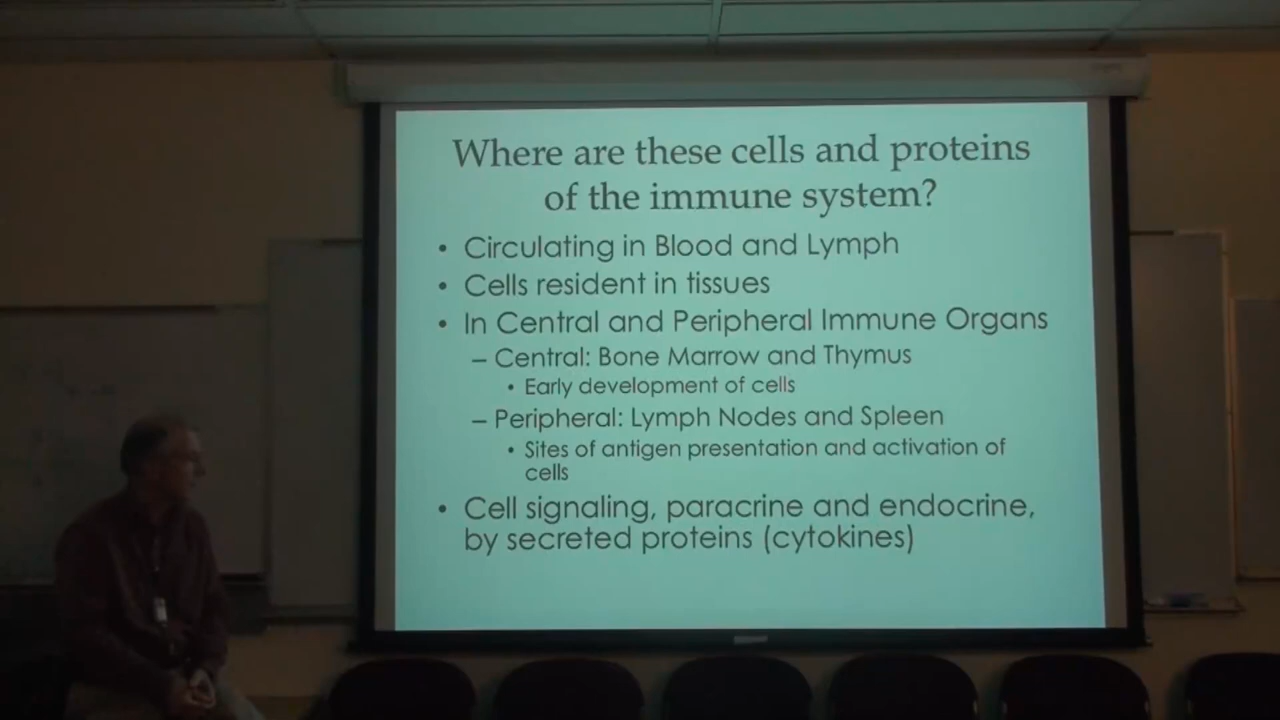 Where are these cells and proteins
of the immune system?
• Circulating in Blood and Lymph
• Cells resident in tissues
• In Central and Peripheral Immune Organs
– Central: Bone Marrow and Thymus
• Early development of cells
– Peripheral: Lymph Nodes and Spleen
• Sites of antigen presentation and activation of
cells
• Cell signaling, paracrine and endocrine,
by secreted proteins (cytokines)